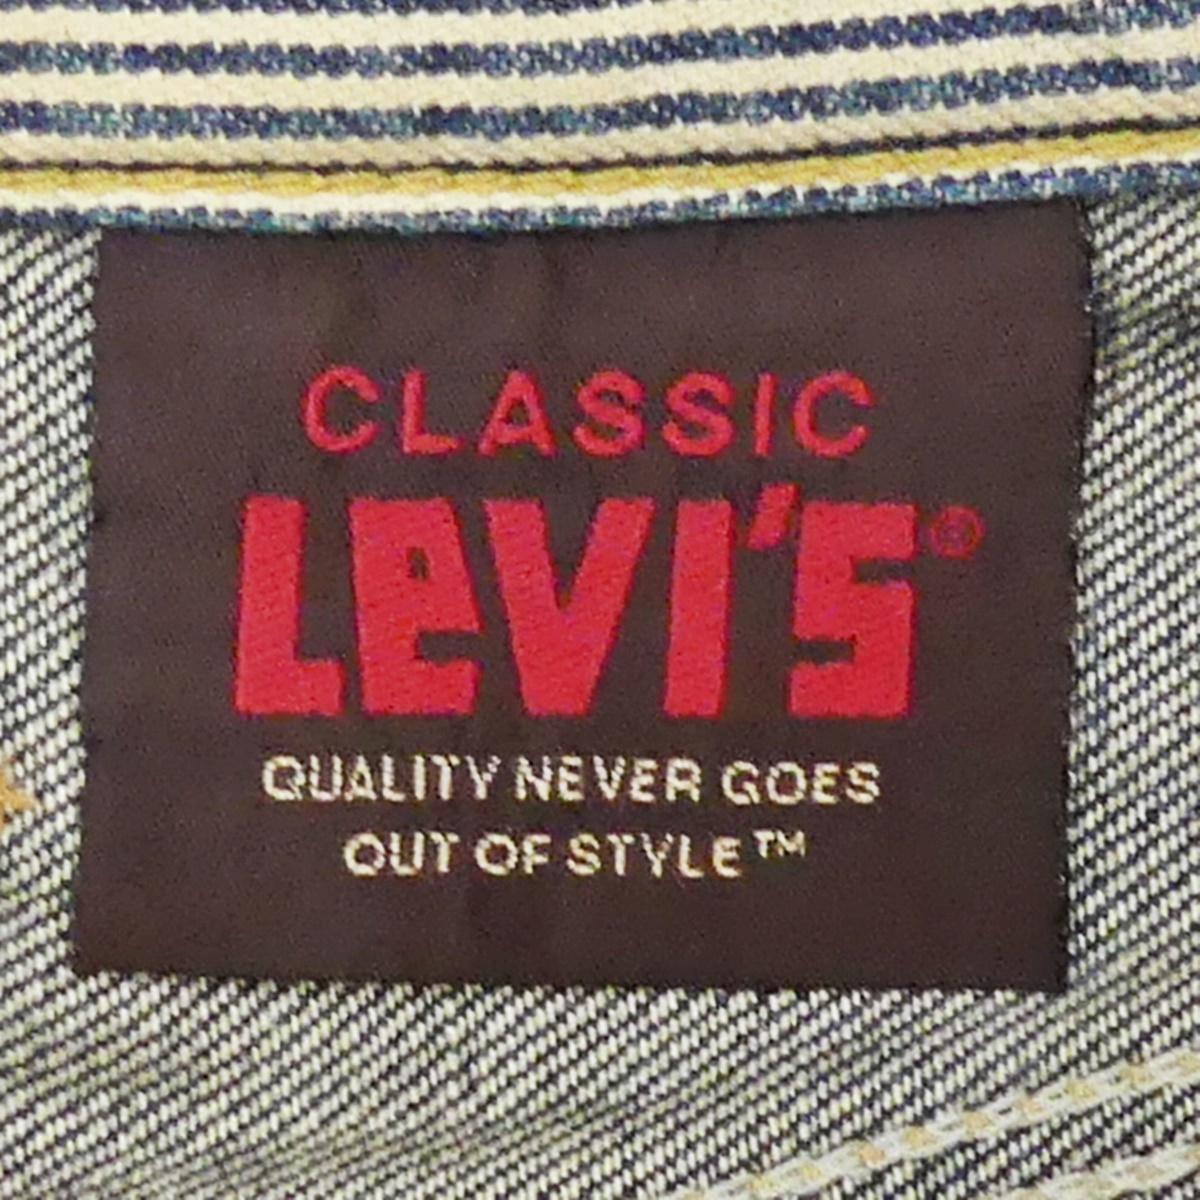 CLASSIC
LeVI'S®
QUALITY NEVER GOES
OUT OF STYLE™